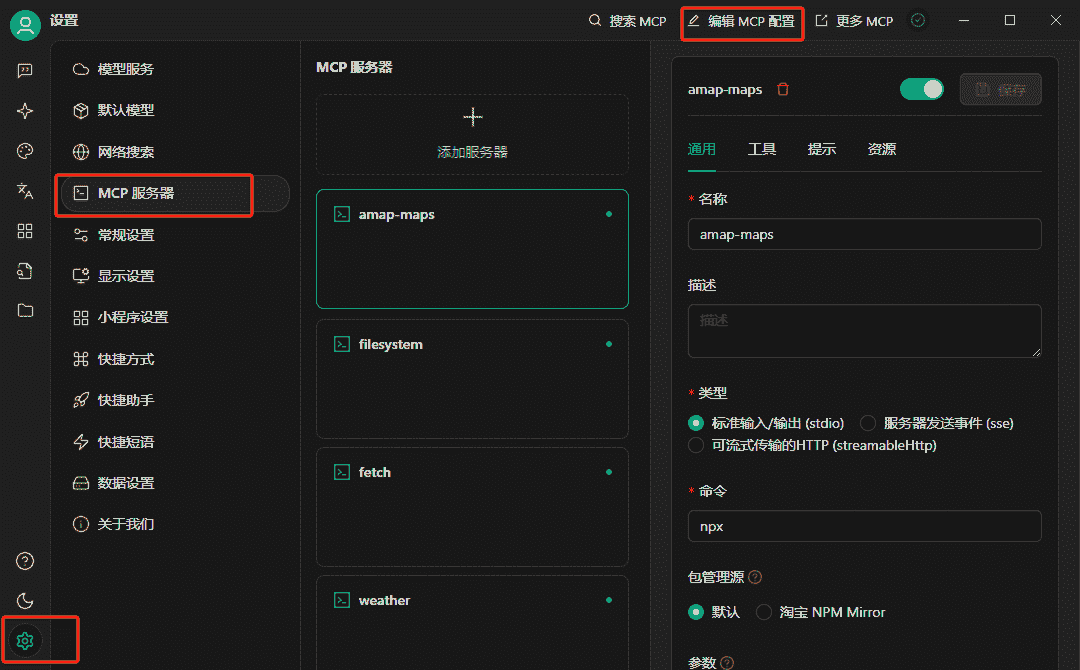 设置
搜索 MCP
编辑 MCP 配置
更多 MCP
模型服务
默认模型
网络搜索
MCP 服务器
常规设置
显示设置
小程序设置
快捷方式
快捷助手
快捷短语
数据设置
关于我们
MCP 服务器
添加服务器
amap-maps
filesystem
fetch
weather
amap-maps
保存
通用 工具 提示 资源
* 名称
amap-maps
描述
描述
* 类型
标准输入/输出 (stdio) 服务器发送事件 (sse)
可流式传输的HTTP (streamableHttp)
* 命令
npx
包管理源
默认 淘宝 NPM Mirror
参数